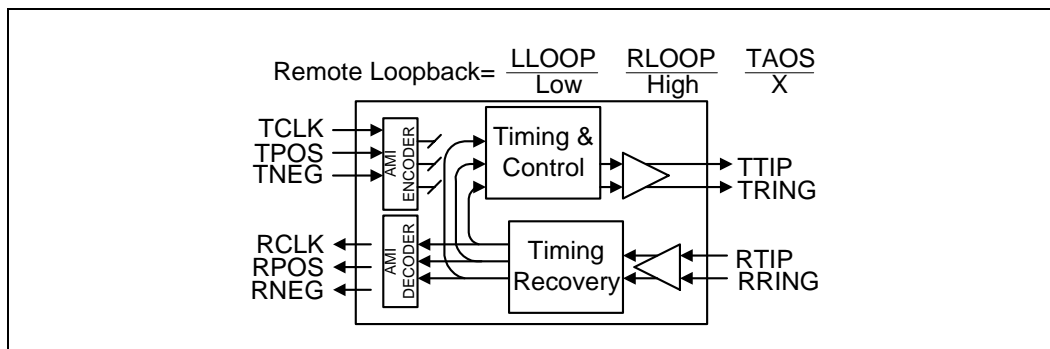 Remote Loopback= LLOOP RLOOP TAOS
Low High X
TCLK
TPOS
TNEG
AMI
ENCODER
Timing &
Control
TTIP
TRING
RCLK
RPOS
RNEG
AMI
DECODER
Timing
Recovery
RTIP
RRING